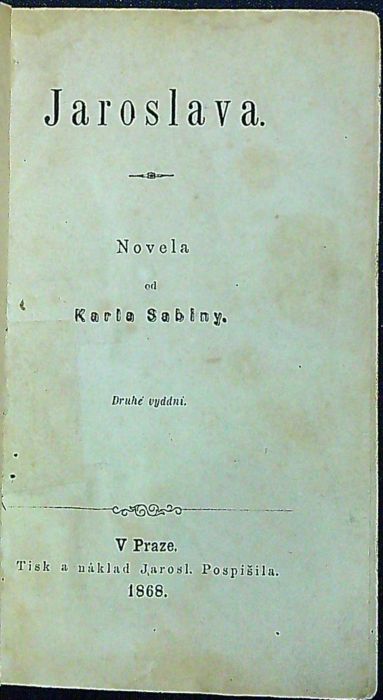 Jaroslava.
Novela
od
Karla Sabiny.
Druhé vydání.
V Praze.
Tisk a náklad Jarosl. Pospíšila.
1868.